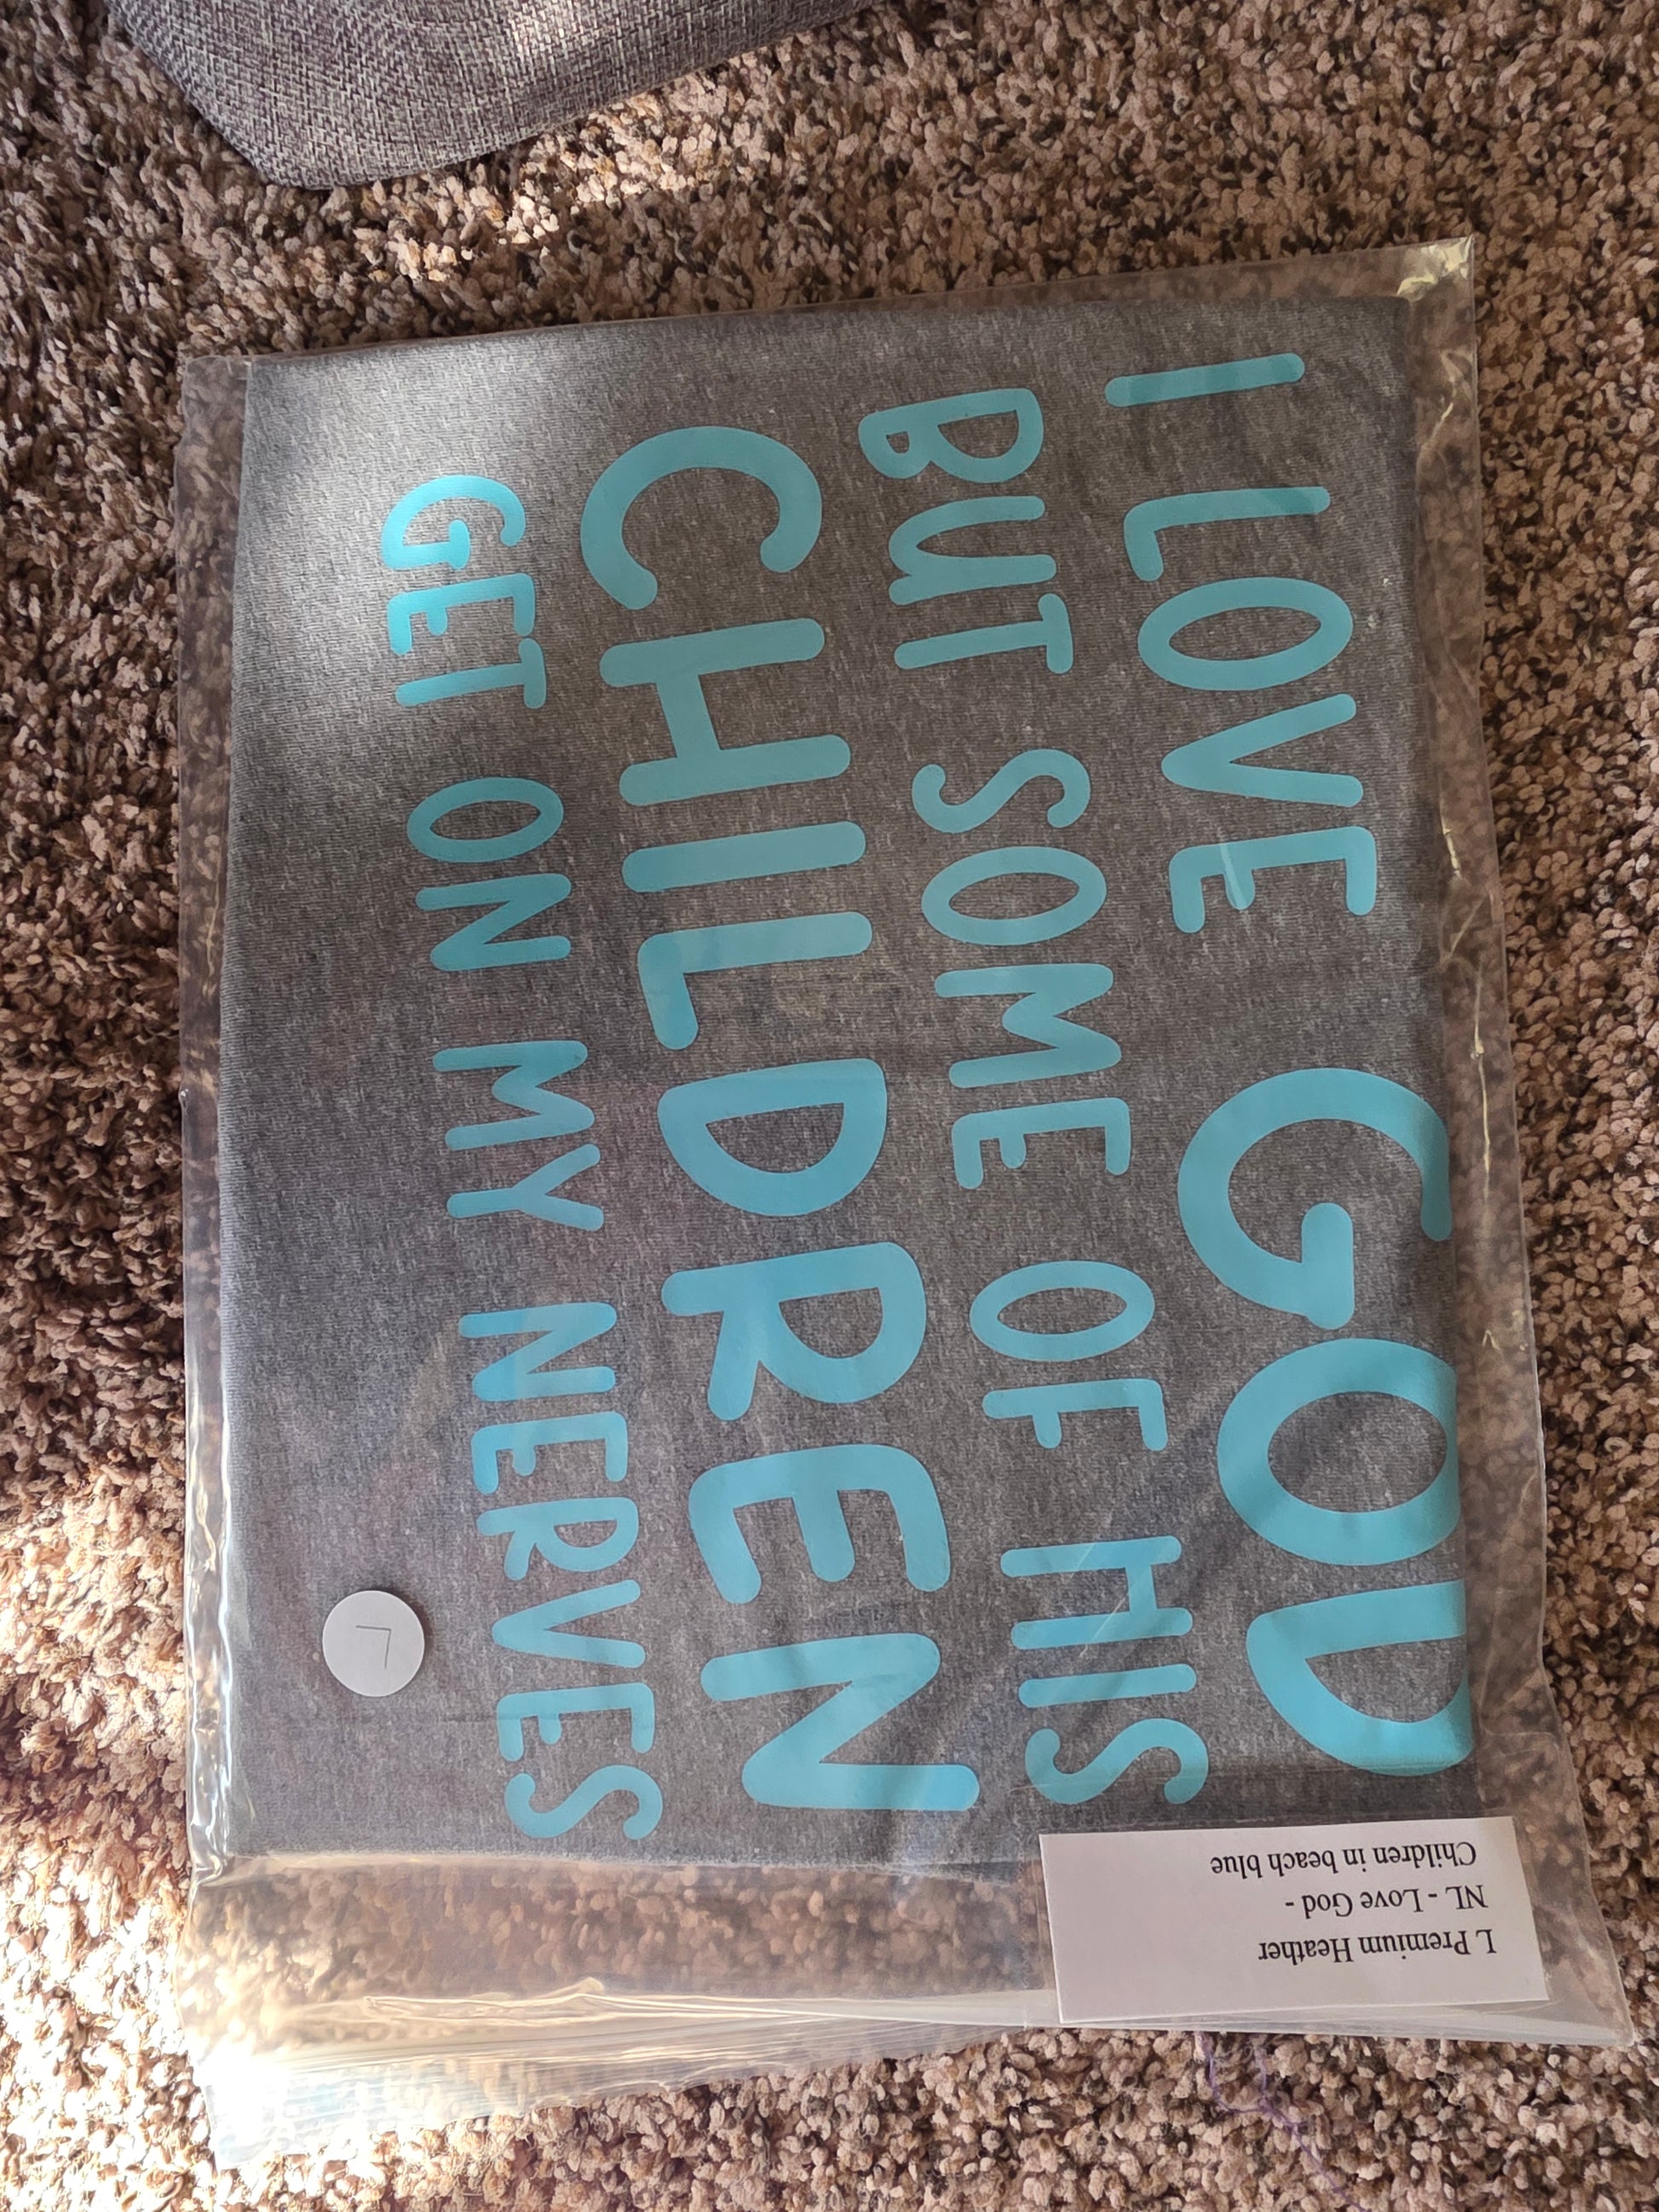 I LOVE GOD
BUT SOME OF HIS
CHILDREN
GET ON MY NERVES
L
L Premium Heather
NL - Love God -
Children in beach blue